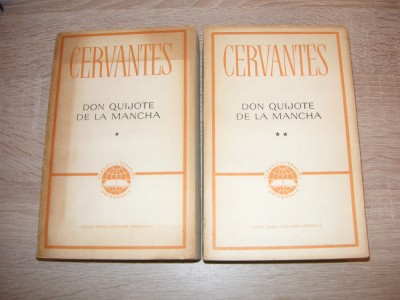 CERVANTES
DON QUIJOTE
DE LA MANCHA
*
CERVANTES
DON QUIJOTE
DE LA MANCHA
**